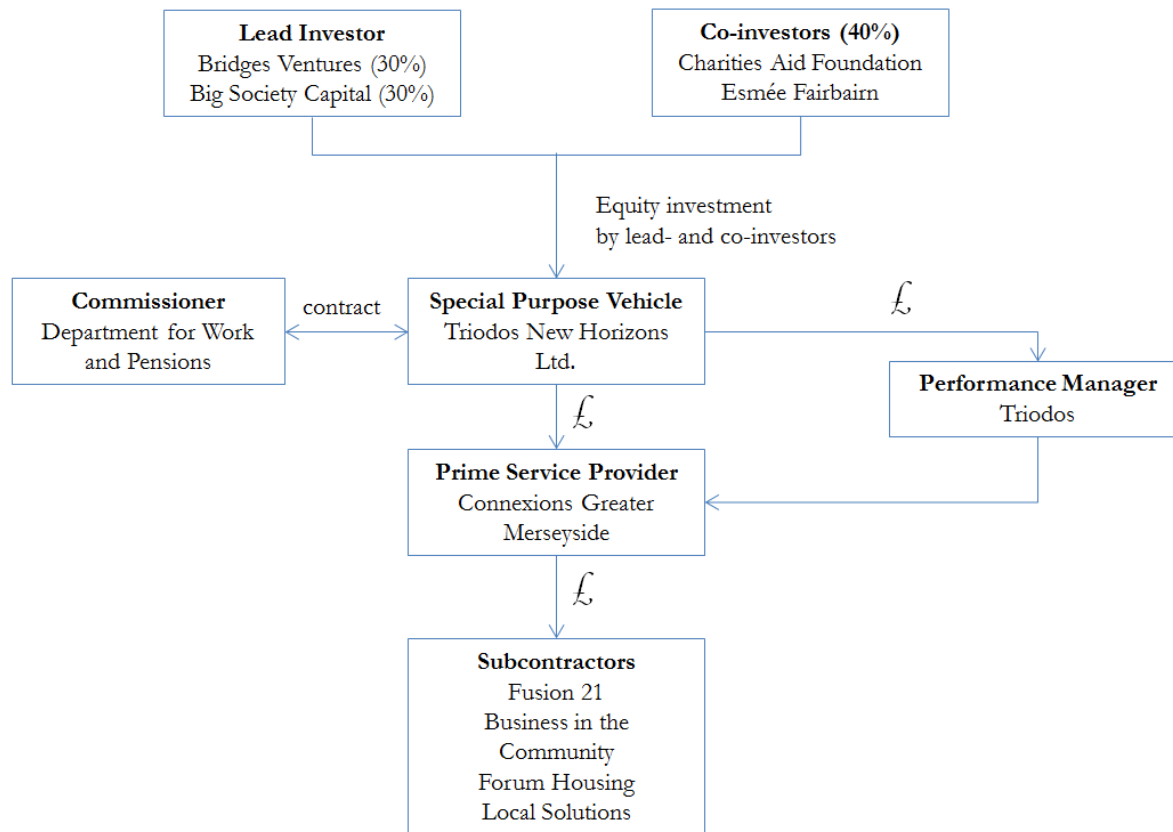 Lead Investor
Bridges Ventures (30%)
Big Society Capital (30%)
Co-investors (40%)
Charities Aid Foundation
Esmée Fairbairn
Equity investment
by lead- and co-investors
Commissioner
Department for Work
and Pensions
contract
Special Purpose Vehicle
Triodos New Horizons
Ltd.
£
Performance Manager
Triodos
£
Prime Service Provider
Connexions Greater
Merseyside
£
Subcontractors
Fusion 21
Business in the
Community
Forum Housing
Local Solutions